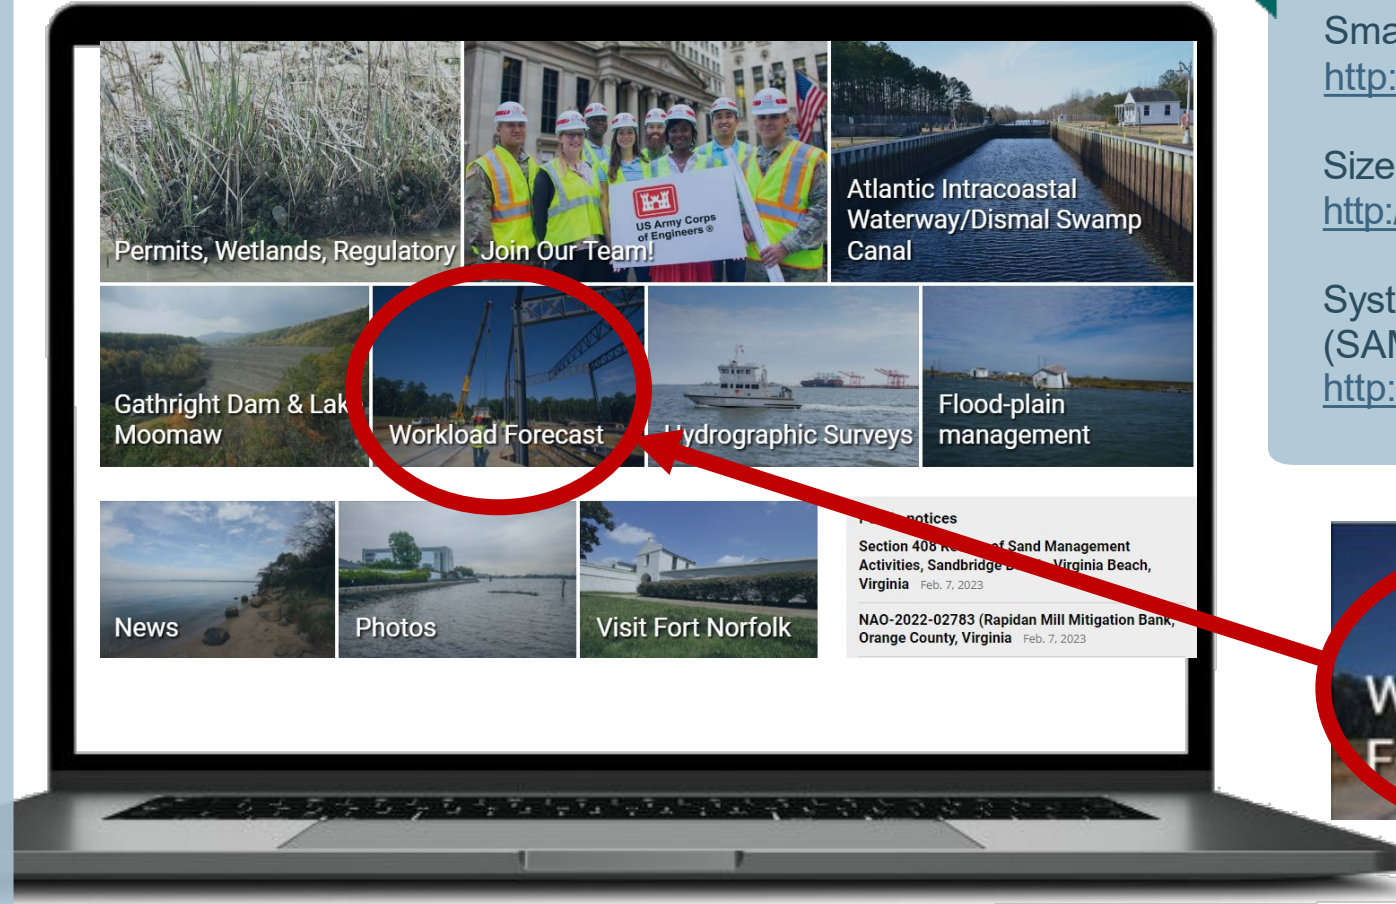 Permits, Wetlands, Regulatory
Join Our Team!
US Army Corps
of Engineers ®
Atlantic Intracoastal
Waterway/Dismal Swamp
Canal
Gathright Dam & Lak
Moomaw
Workload Forecast
Hydrographic Surveys
Flood-plain
management
News
Photos
Visit Fort Norfolk
notices
Section 408 of Sand Management
Activities, Sandbridge Virginia Beach,
Virginia Feb. 7, 2023
NAO-2022-02783 (Rapidan Mill Mitigation Bank,
Orange County, Virginia Feb. 7, 2023
Sma
http:
Size
http:/
Syst
(SAM
http:
W
F